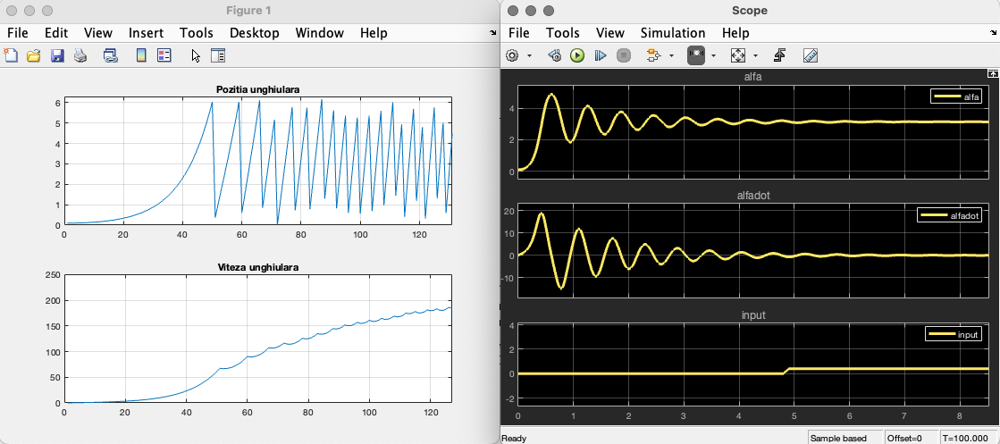 Figure 1
File Edit View Insert Tools Desktop Window Help
Pozitia unghiulara
6
5
4
3
2
1
0
0 20 40 60 80 100 120
Viteza unghiulara
250
200
150
100
50
0
0 20 40 60 80 100 120
Scope
File Tools View Simulation Help
alfa
alfa
4
2
0
alfadot
alfadot
20
10
0
-10
input
input
4
2
0
-2
0 1 2 3 4 5 6 7 8
Ready Sample based Offset=0 T=100.000